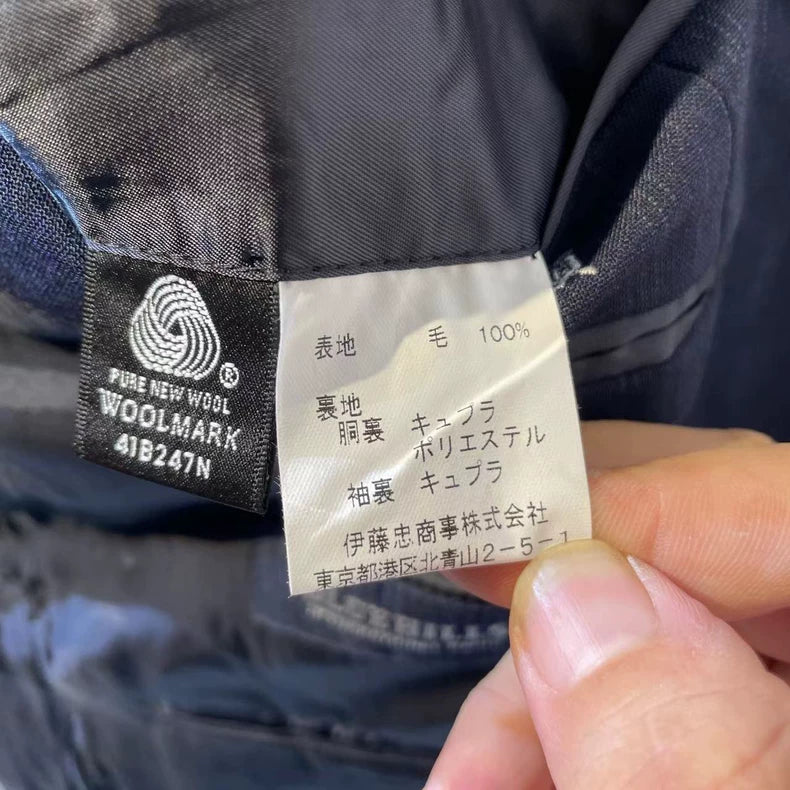 PURE NEW WOOL
WOOLMARK
41B247N
®
表地 毛 100%
裏地
胴裏 キュプラ
ポリエステル
袖裏 キュプラ
伊藤忠商事株式会社
東京都港区北青山2-5-1